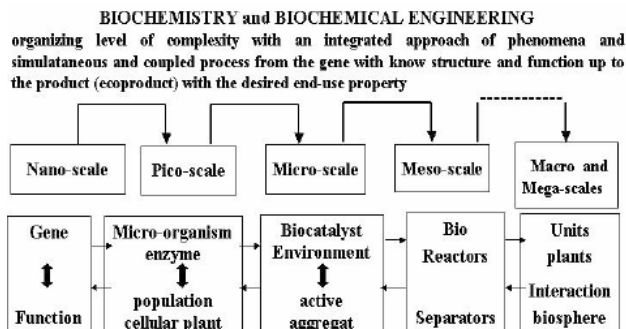 BIOCHEMISTRY and BIOCHEMICAL ENGINEERING
organizing level of complexity with an integrated approach of phenomena and
simulataneous and coupled process from the gene with know structure and function up to
the product (ecoproduct) with the desired end-use property
Nano-scale
Pico-scale
Micro-scale
Meso-scale
Macro and
Mega-scales
Gene
Function
Micro-organism
enzyme
population
cellular plant
Biocatalyst
Environment
active
aggregat
Bio
Reactors
Separators
Units
plants
Interaction
biosphere